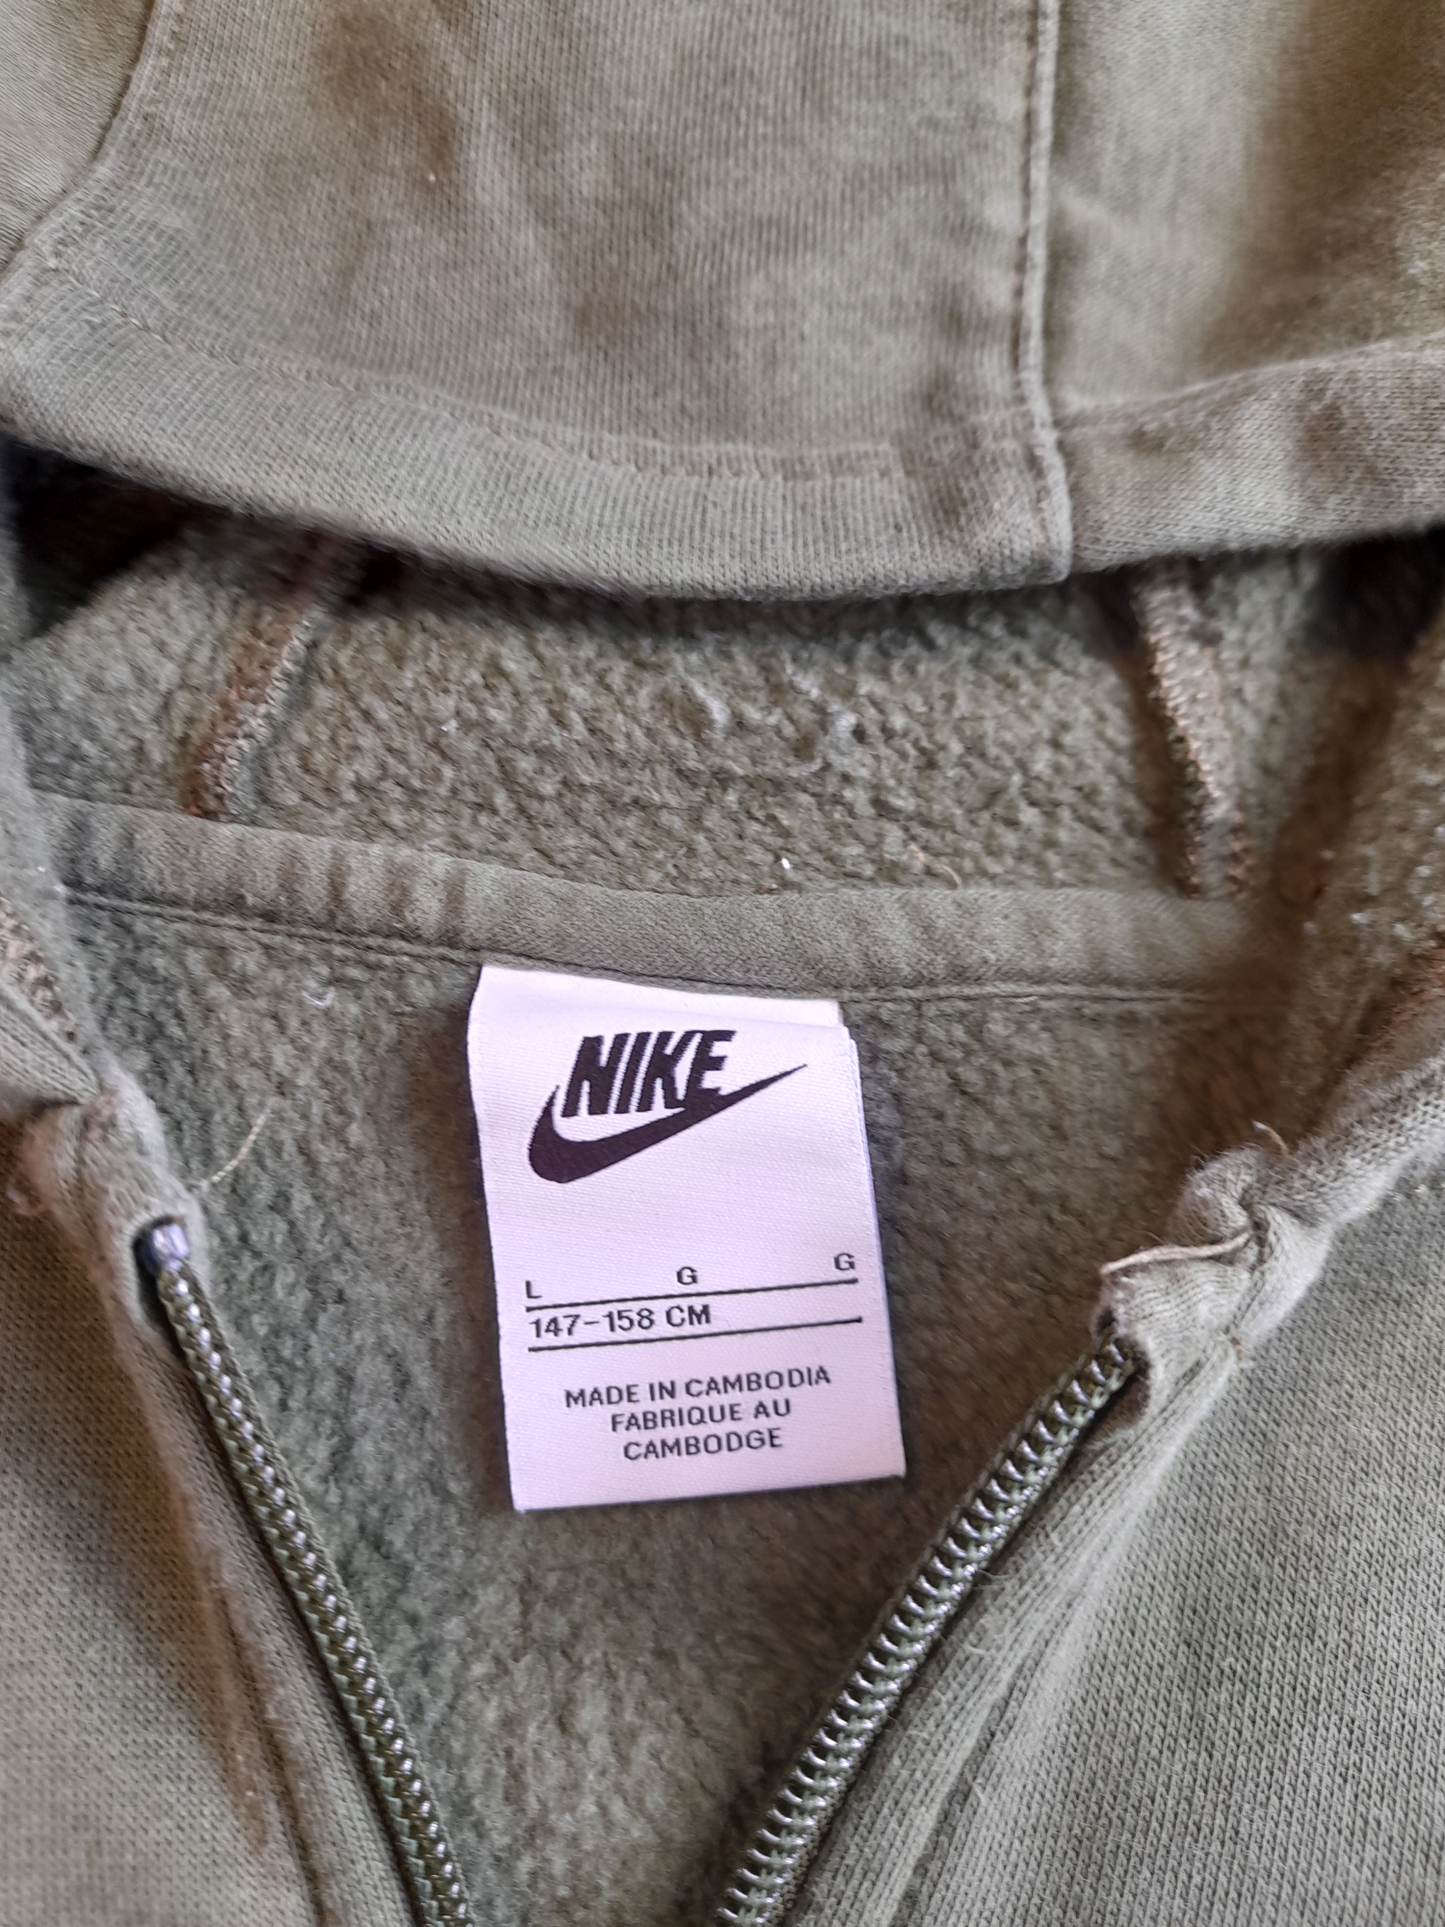 NIKE
L G G
147-158 CM
MADE IN CAMBODIA
FABRIQUE AU
CAMBODGE